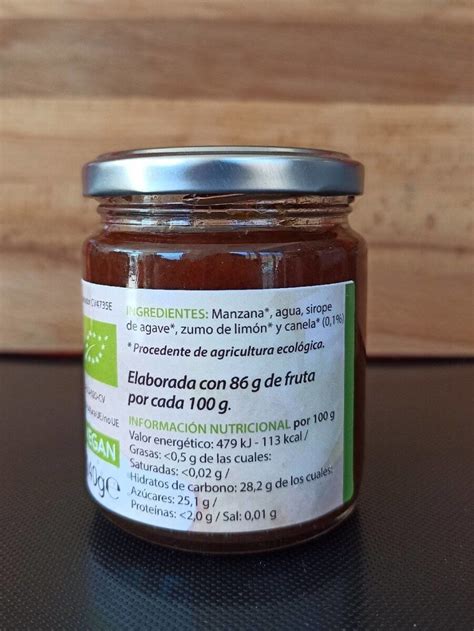 CV4735E
INGREDIENTES: Manzana*, agua, sirope
de agave*, zumo de limón* y canela* (0,1%)
*Procedente de agricultura ecológica.
Elaborada con 86 g de fruta
por cada 100 g.
INFORMACIÓN NUTRICIONAL por 100 g
Valor energético: 479 kJ - 113 kcal /
Grasas: <0,5 g de las cuales:
Saturadas: <0,02 g /
Hidratos de carbono: 28,2 g de los cuales:
Azúcares: 25,1 g /
Proteínas: <2,0 g / Sal: 0,01 g